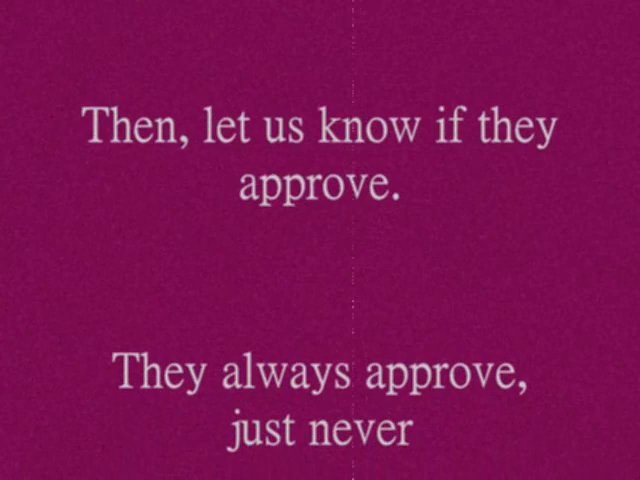 Then, let us know if they
approve.
They always approve,
just never